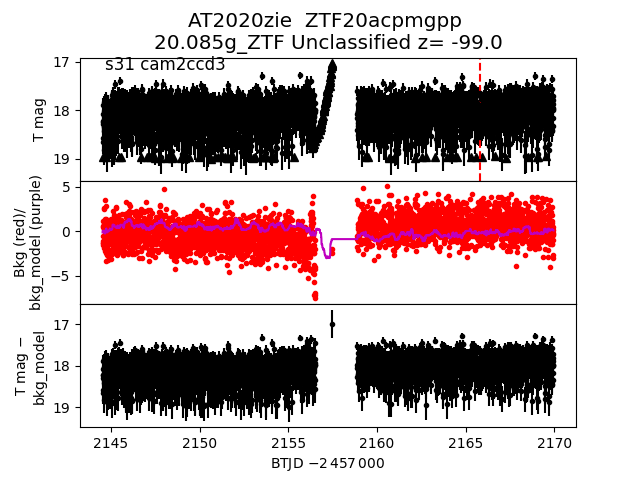 AT2020zie  ZTF20acpmgpp
20.085g_ZTF Unclassified z= -99.0
s31 cam2ccd3
17
18
19
T mag
5
0
−5
Bkg (red)/
bkg_model (purple)
17
18
19
T mag −
bkg_model
2145
2150
2155
2160
2165
2170
BTJD −2 457 000